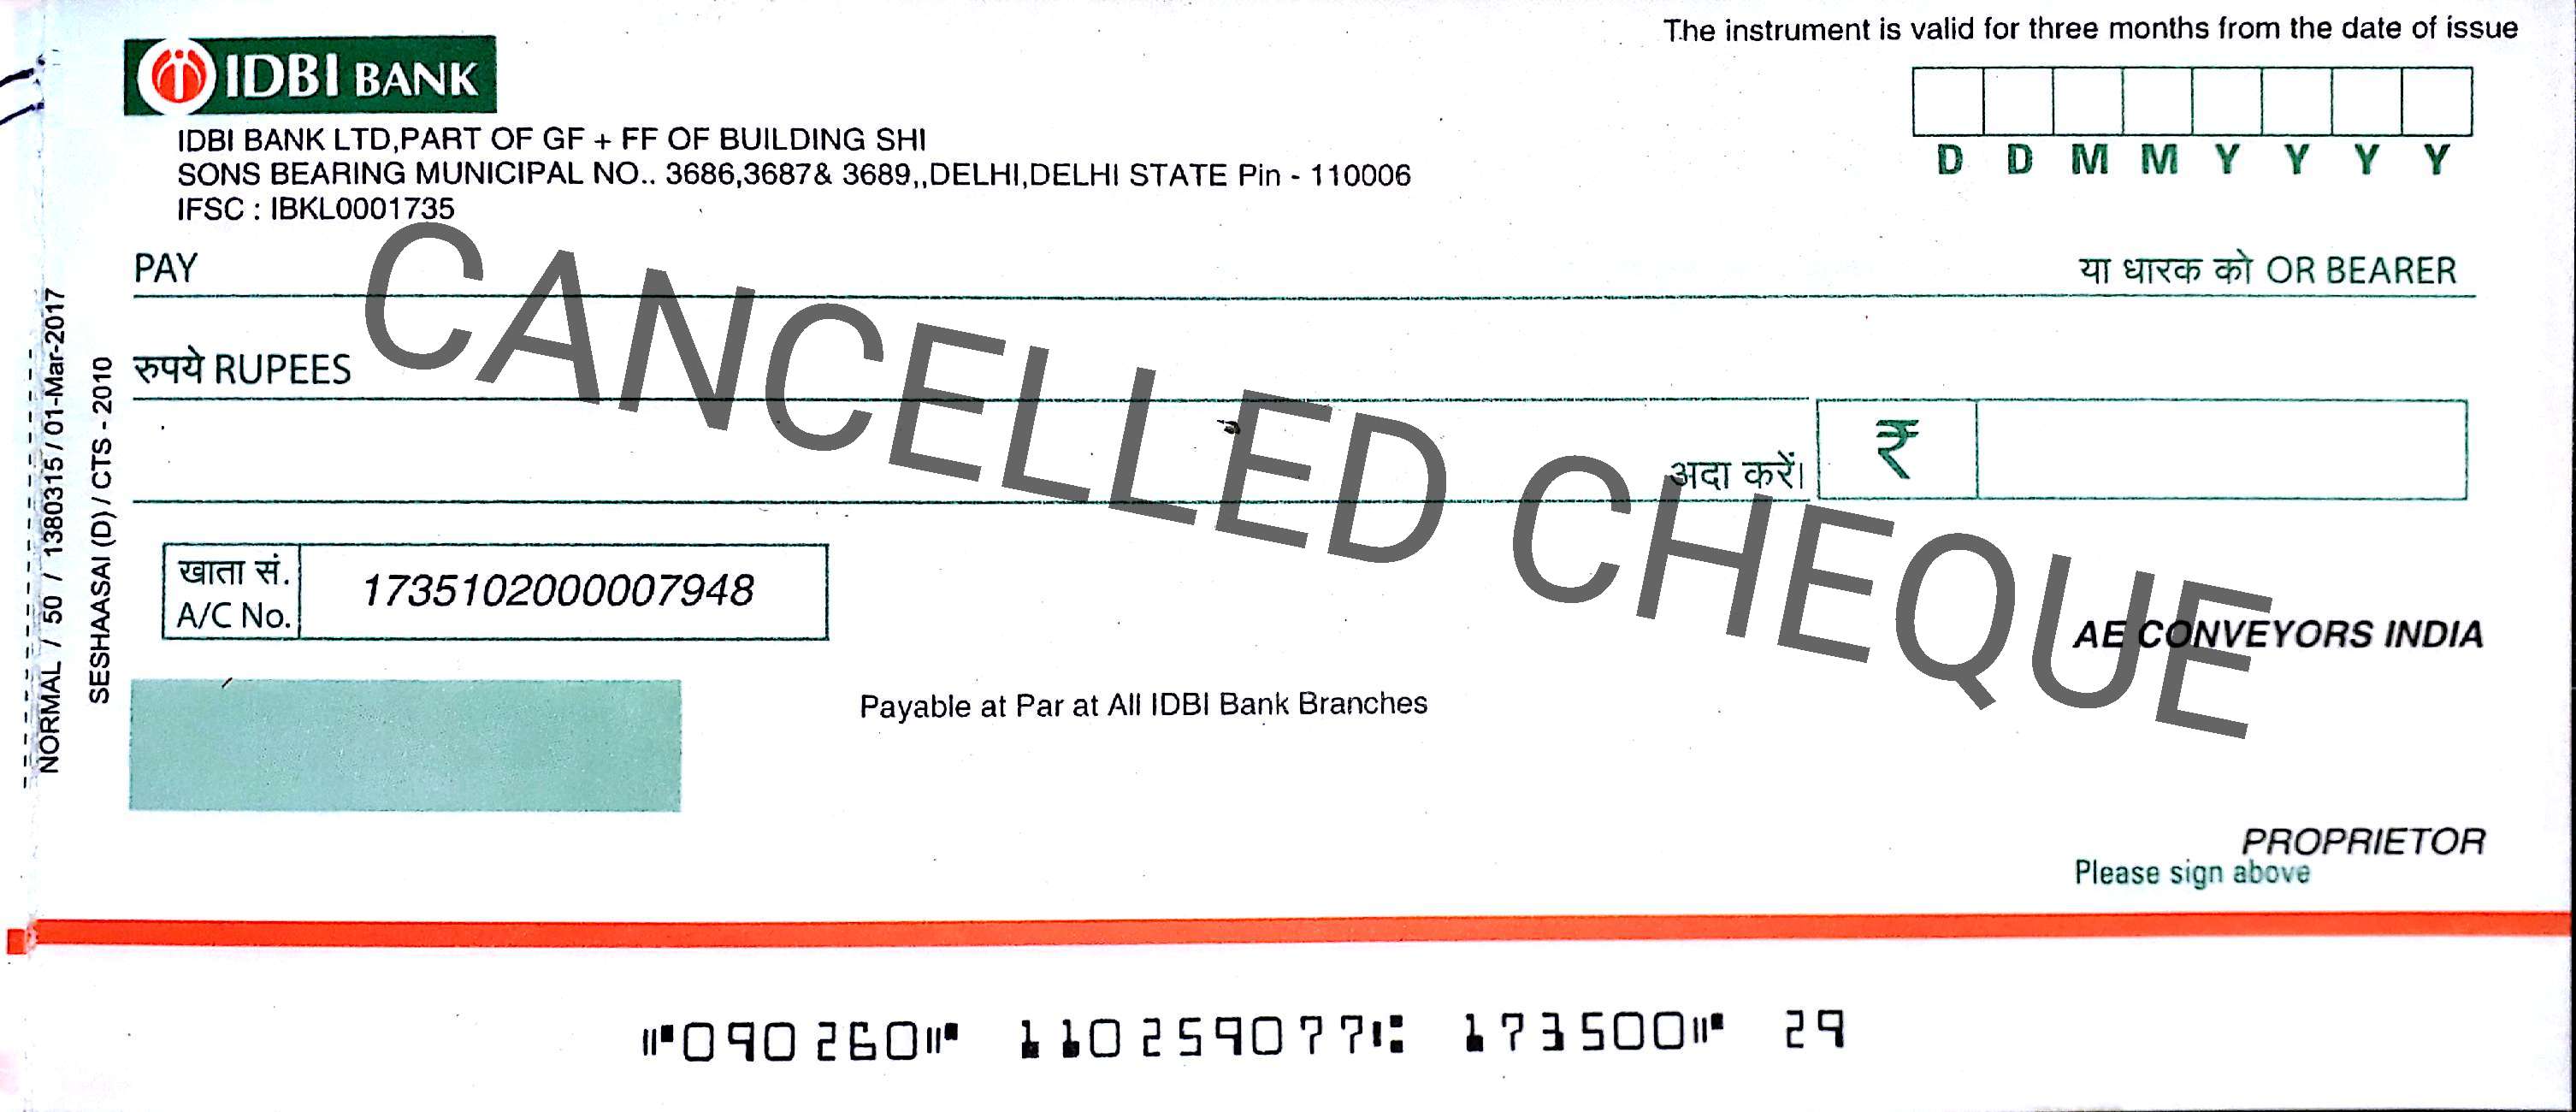 The instrument is valid for three months from the date of issue
IDBI BANK
IDBI BANK LTD,PART OF GF + FF OF BUILDING SHI
SONS BEARING MUNICIPAL NO.. 3686,3687& 3689,,DELHI,DELHI STATE Pin - 110006
IFSC : IBKL0001735
D D M M Y Y Y Y
PAY
या धारक को OR BEARER
रुपये RUPEES
अदा करें।
₹
CANCELLED CHEQUE
खाता सं.
A/C No.
1735102000007948
AE CONVEYORS INDIA
Payable at Par at All IDBI Bank Branches
PROPRIETOR
Please sign above
NORMAL / 50 / 1380315 / 01-Mar-2017
SESHAASAI (D) / CTS - 2010
⑈090260⑈ 110259077⑆ 173500⑈ 29